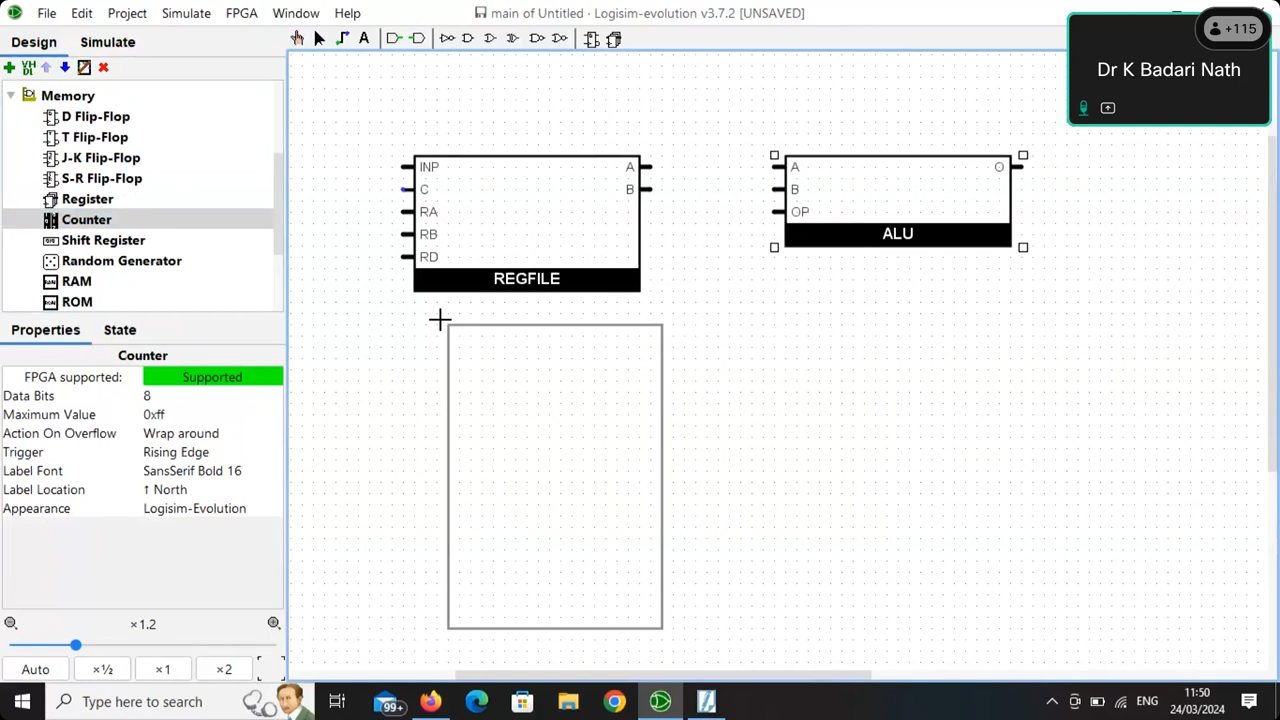 File Edit Project Simulate FPGA Window Help
main of Untitled - Logisim-evolution v3.7.2 [UNSAVED]
+115
Dr K Badari Nath
Design Simulate
Memory
D Flip-Flop
T Flip-Flop
J-K Flip-Flop
S-R Flip-Flop
Register
Counter
Shift Register
Random Generator
RAM
ROM
Properties State
Counter
FPGA supported: Supported
Data Bits 8
Maximum Value 0xff
Action On Overflow Wrap around
Trigger Rising Edge
Label Font SansSerif Bold 16
Label Location ↑ North
Appearance Logisim-Evolution
×1.2
Auto ×½ ×1 ×2
INP A
C B
RA
RB
RD
REGFILE
A O
B
OP
ALU
Type here to search
99+
ENG
11:50
24/03/2024